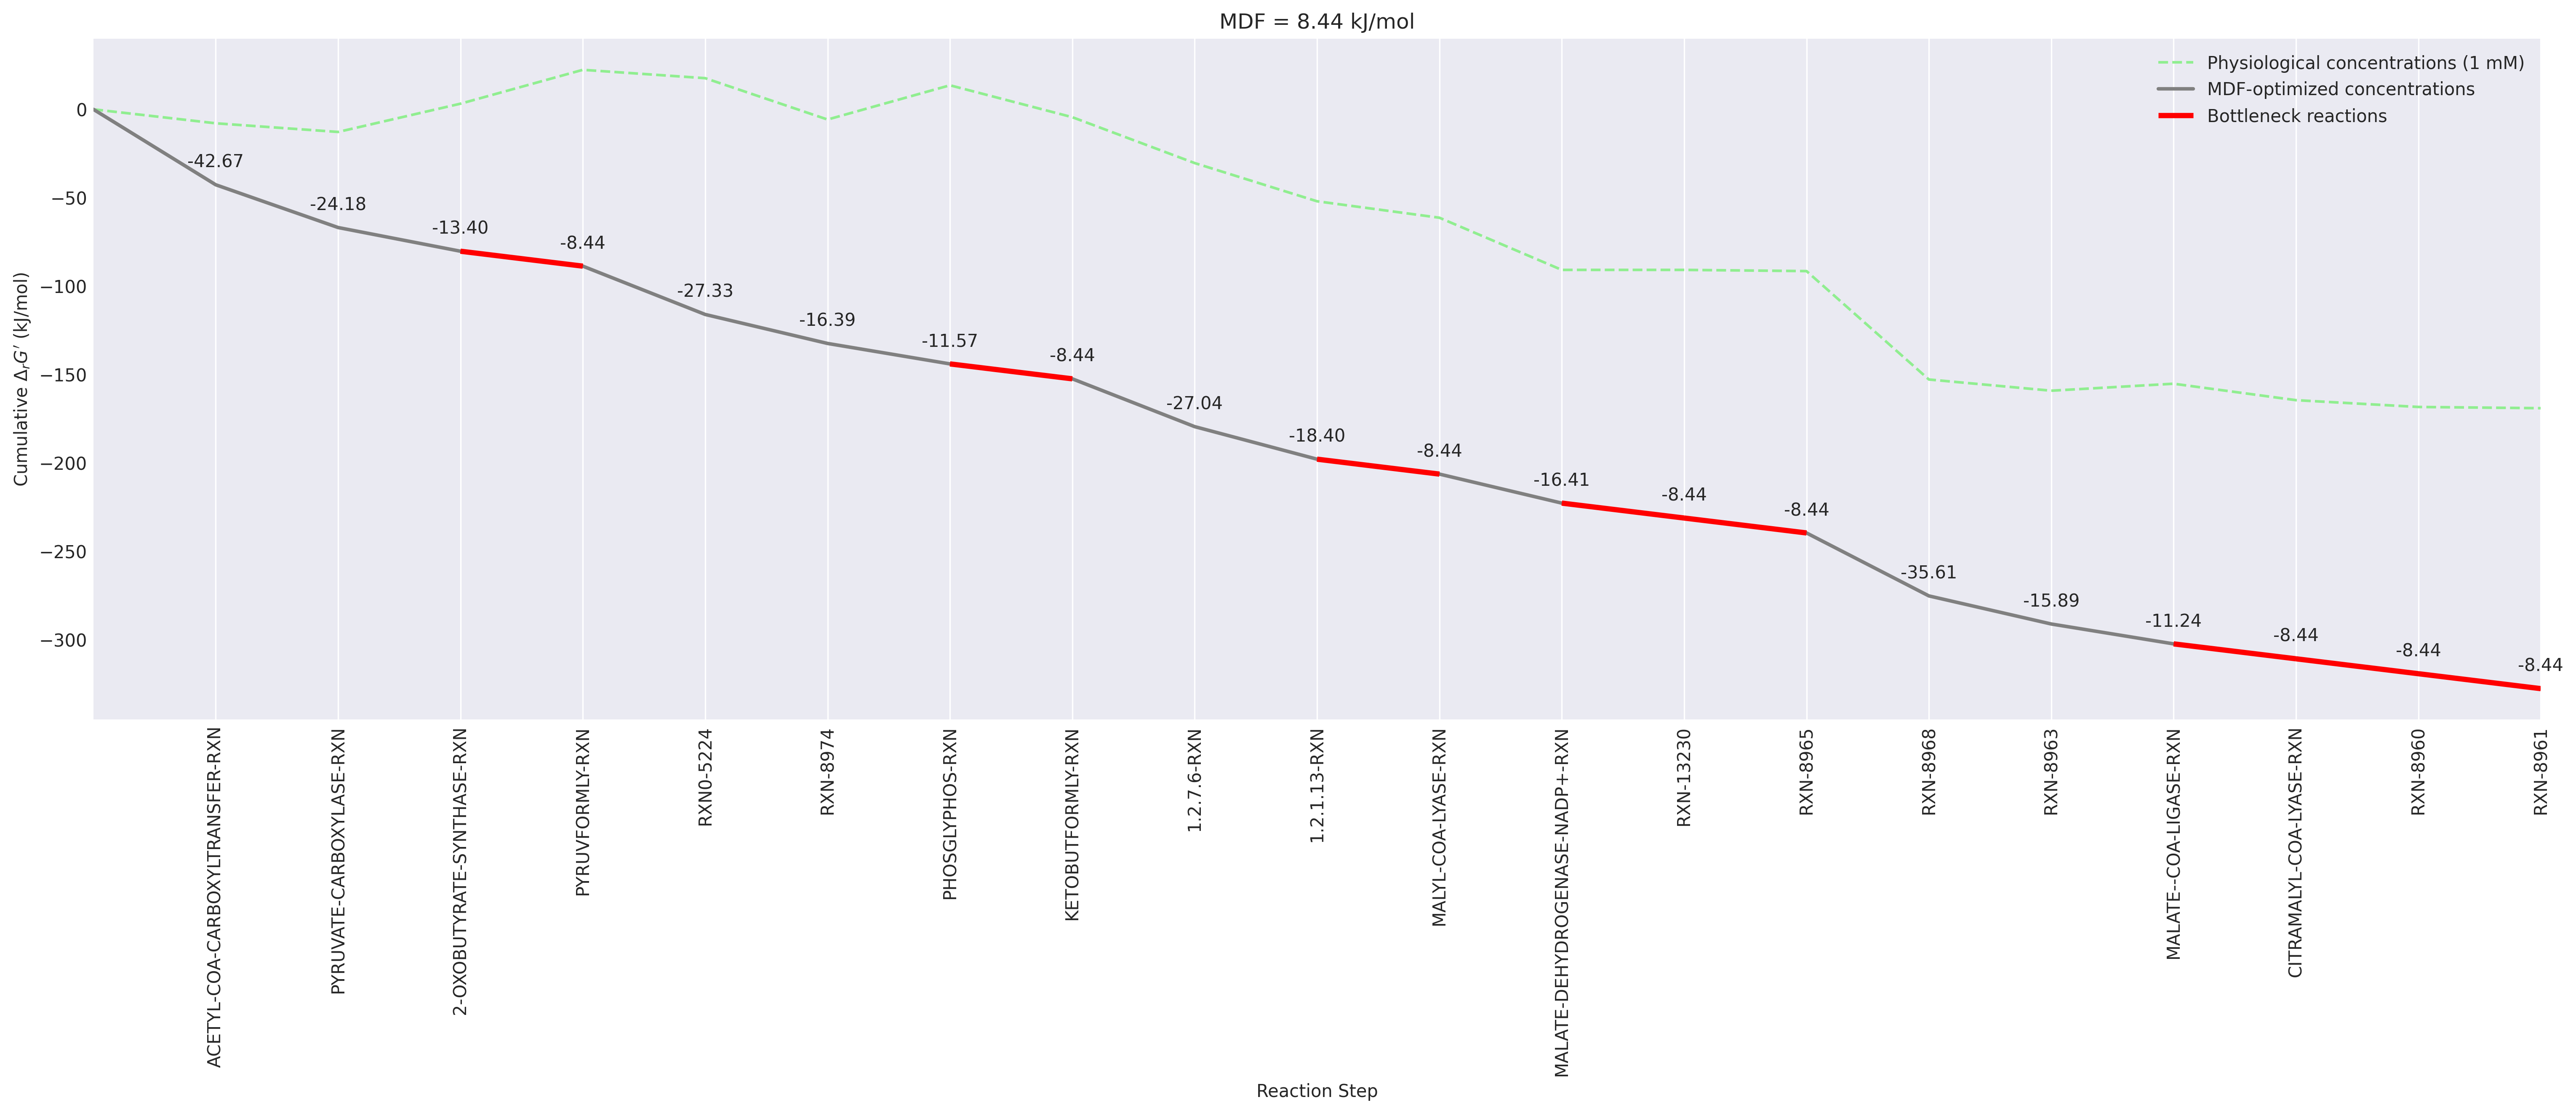 MDF = 8.44 kJ/mol
Physiological concentrations (1 mM)
MDF-optimized concentrations
Bottleneck reactions
Cumulative ΔrG′ (kJ/mol)
0
−50
−100
−150
−200
−250
−300
-42.67
-24.18
-13.40
-8.44
-27.33
-16.39
-11.57
-8.44
-27.04
-18.40
-8.44
-16.41
-8.44
-8.44
-35.61
-15.89
-11.24
-8.44
-8.44
-8.44
ACETYL-COA-CARBOXYLTRANSFER-RXN
PYRUVATE-CARBOXYLASE-RXN
2-OXOBUTYRATE-SYNTHASE-RXN
PYRUVFORMLY-RXN
RXN0-5224
RXN-8974
PHOSGLYPHOS-RXN
KETOBUTFORMLY-RXN
1.2.7.6-RXN
1.2.1.13-RXN
MALYL-COA-LYASE-RXN
MALATE-DEHYDROGENASE-NADP+-RXN
RXN-13230
RXN-8965
RXN-8968
RXN-8963
MALATE--COA-LIGASE-RXN
CITRAMALYL-COA-LYASE-RXN
RXN-8960
RXN-8961
Reaction Step